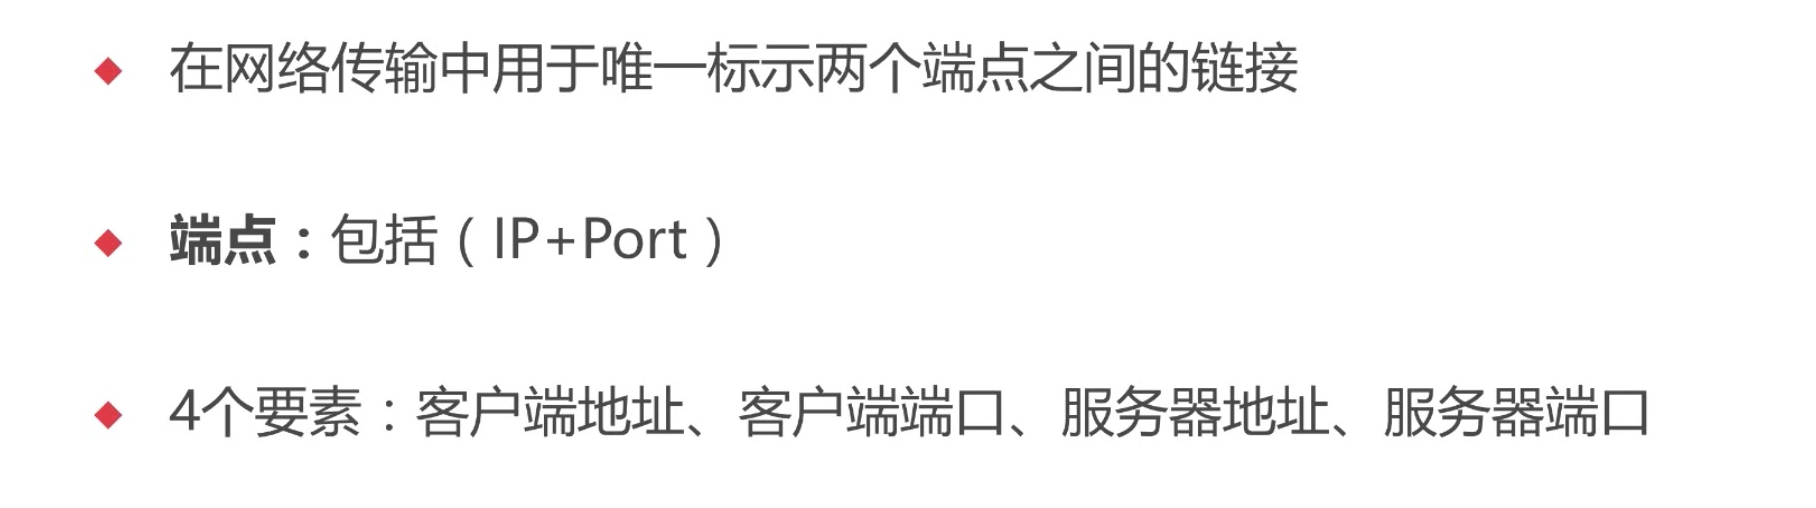 在网络传输中用于唯一标示两个端点之间的链接
端点：包括（IP+Port）
4个要素：客户端地址、客户端端口、服务器地址、服务器端口